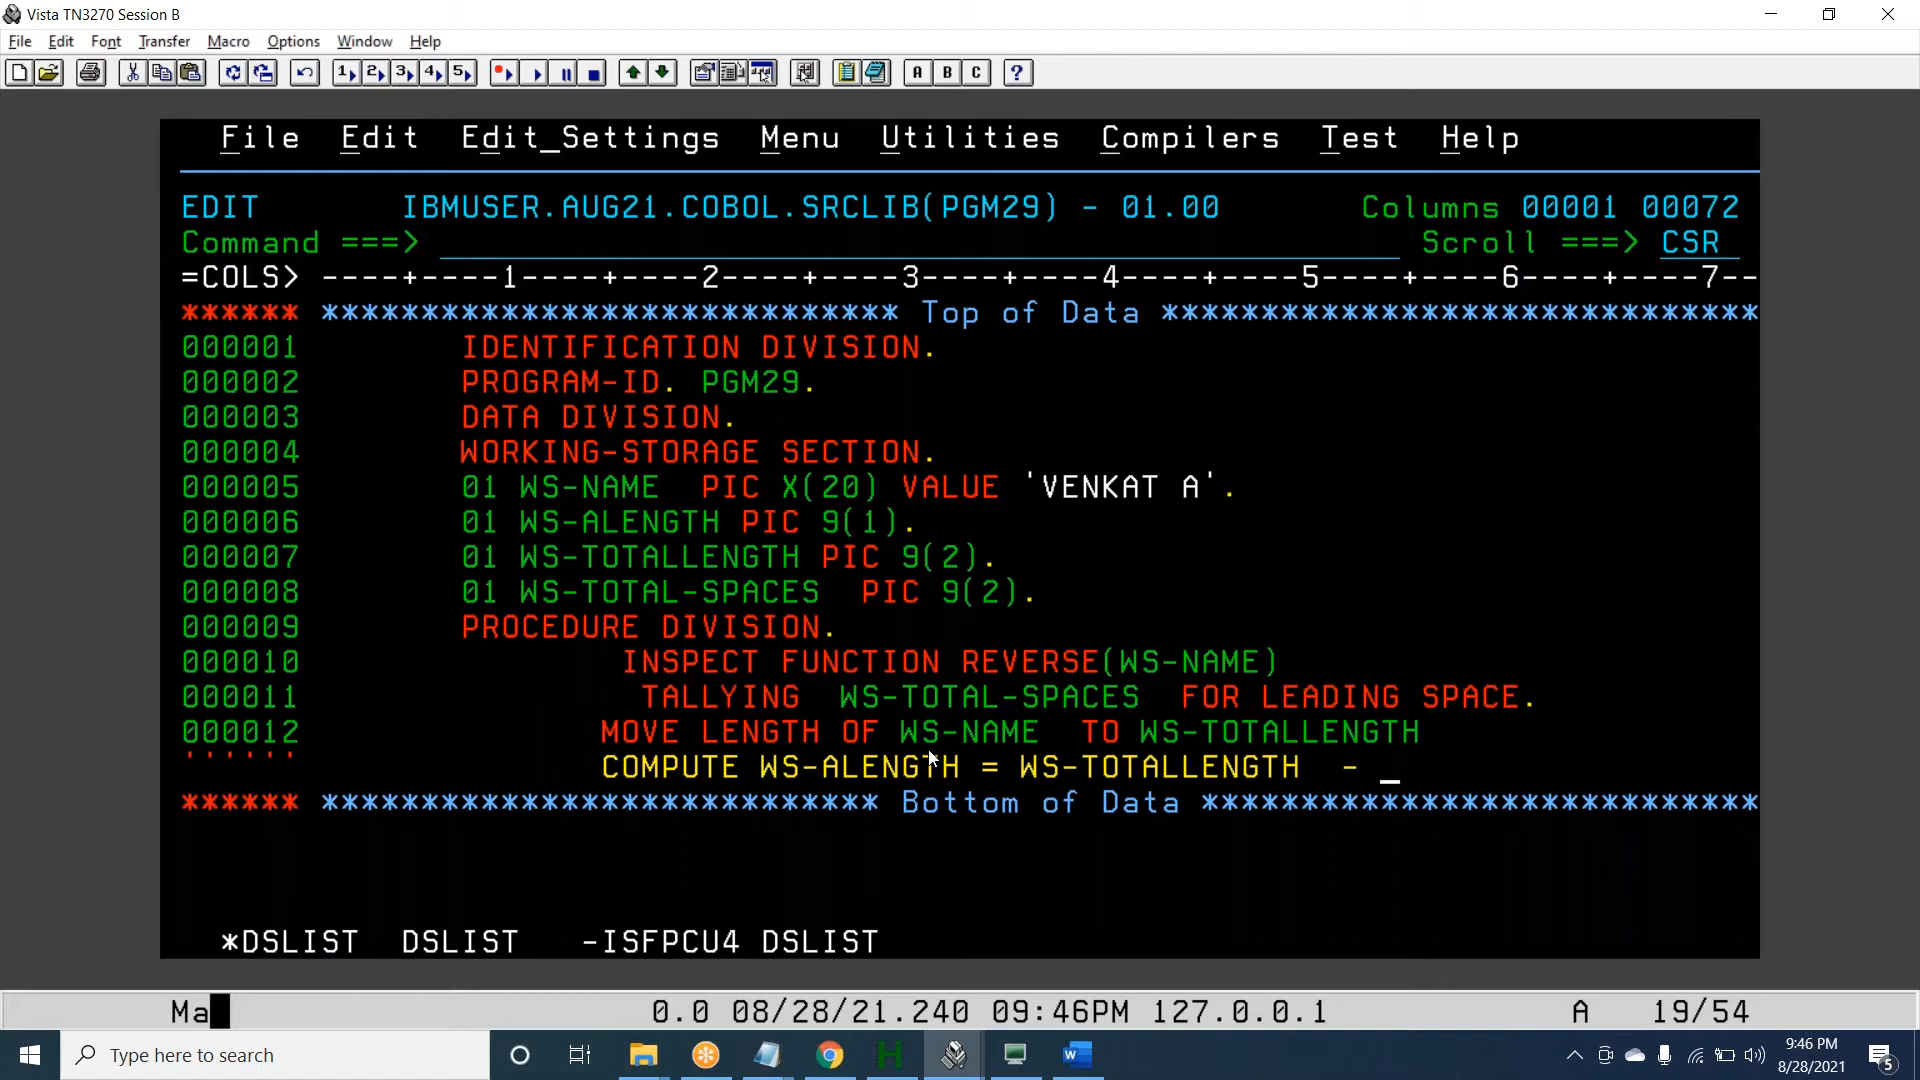 Vista TN3270 Session B
File Edit Font Transfer Macro Options Window Help
1 2 3 4 5 A B C ?
File Edit Edit_Settings Menu Utilities Compilers Test Help
EDIT IBMUSER.AUG21.COBOL.SRCLIB(PGM29) - 01.00 Columns 00001 00072
Command ===> Scroll ===> CSR
=COLS> ----+----1----+----2----+----3----+----4----+----5----+----6----+----7--
****** ***************************** Top of Data ******************************
000001 IDENTIFICATION DIVISION.
000002 PROGRAM-ID. PGM29.
000003 DATA DIVISION.
000004 WORKING-STORAGE SECTION.
000005 01 WS-NAME PIC X(20) VALUE 'VENKAT A'.
000006 01 WS-ALENGTH PIC 9(1).
000007 01 WS-TOTALLENGTH PIC 9(2).
000008 01 WS-TOTAL-SPACES PIC 9(2).
000009 PROCEDURE DIVISION.
000010 INSPECT FUNCTION REVERSE(WS-NAME)
000011 TALLYING WS-TOTAL-SPACES FOR LEADING SPACE.
000012 MOVE LENGTH OF WS-NAME TO WS-TOTALLENGTH
'''''' COMPUTE WS-ALENGTH = WS-TOTALLENGTH - _
****** **************************** Bottom of Data ****************************
*DSLIST DSLIST -ISFPCU4 DSLIST
Ma 0.0 08/28/21.240 09:46PM 127.0.0.1 A 19/54
Type here to search
9:46 PM
8/28/2021
5